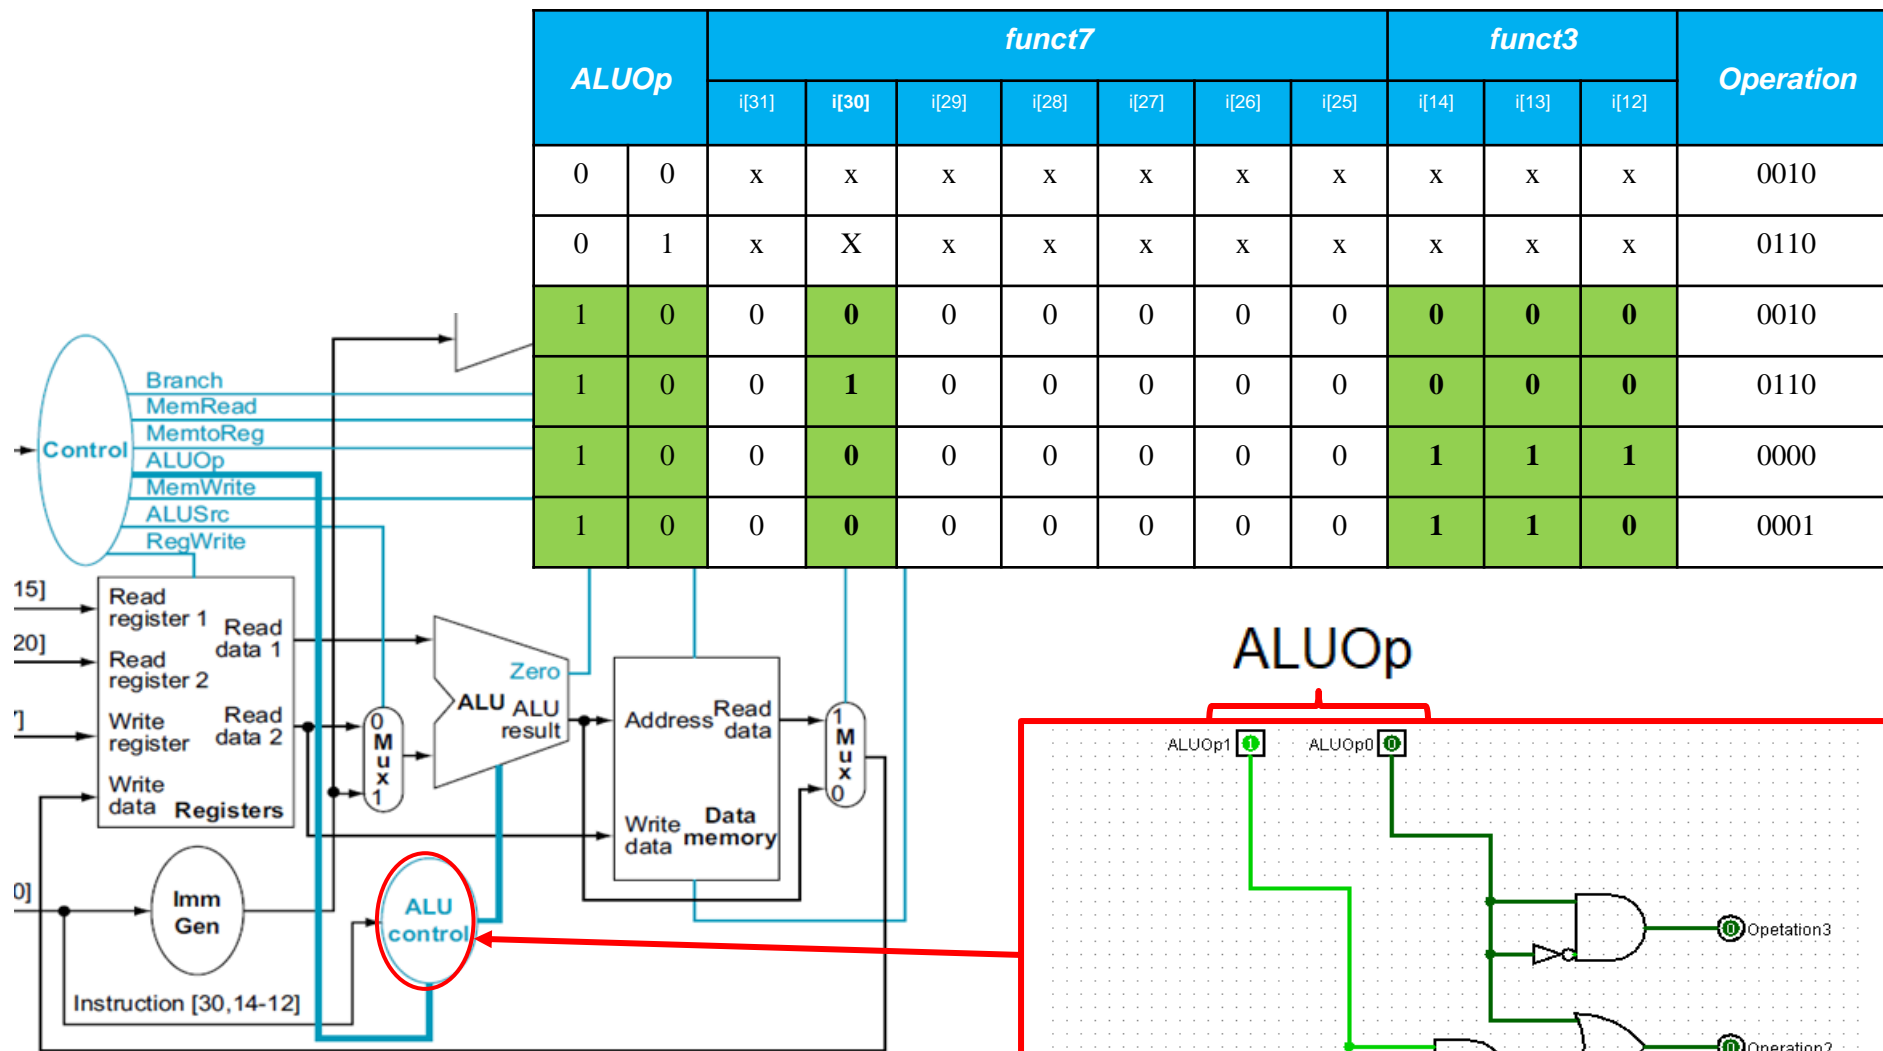 ALUOp funct7 funct3 Operation
i[31] i[30] i[29] i[28] i[27] i[26] i[25] i[14] i[13] i[12]
0 0 x x x x x x x x x x 0010
0 1 x X x x x x x x x x 0110
1 0 0 0 0 0 0 0 0 0 0 0 0010
1 0 0 1 0 0 0 0 0 0 0 0 0110
1 0 0 0 0 0 0 0 0 1 1 1 0000
1 0 0 0 0 0 0 0 0 1 1 0 0001
Control
Branch
MemRead
MemtoReg
ALUOp
MemWrite
ALUSrc
RegWrite
15]
20]
7]
0]
Read
register 1
Read
data 1
Read
register 2
Write
register
Read
data 2
Write
data
Registers
0
M
u
x
1
Zero
ALU
ALU
result
Address
Read
data
Write
data
Data
memory
1
M
u
x
0
Imm
Gen
ALU
control
Instruction [30,14-12]
ALUOp
ALUOp1 1 ALUOp0 0
0 Opetation3
0 Operation2